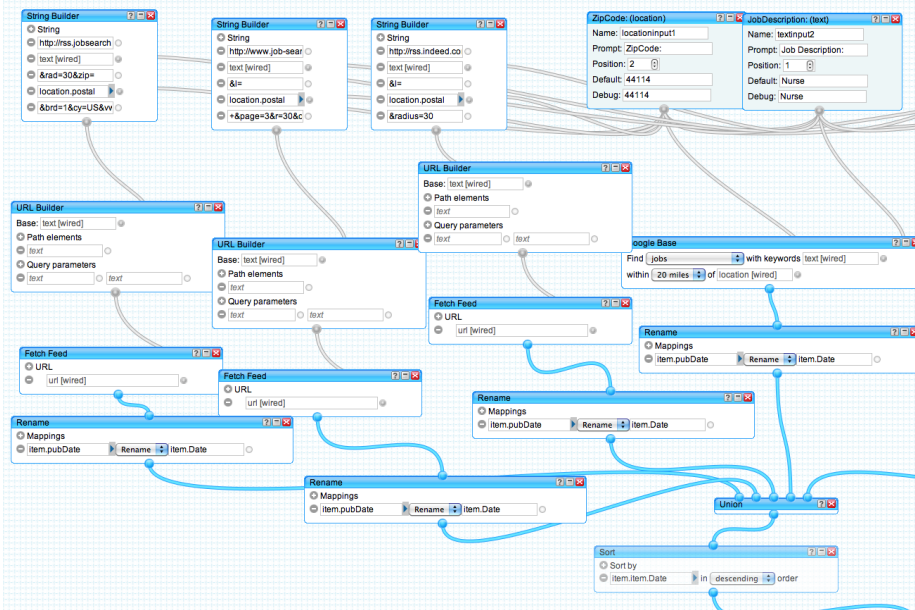 String Builder
String
http://rss.jobsearch
text [wired]
&rad=30&zip=
location.postal
&brd=1&cy=US&w
String Builder
String
http://www.job-sear
text [wired]
&l=
location.postal
+&page=3&r=30&c
String Builder
String
http://rss.indeed.co
text [wired]
&l=
location.postal
&radius=30
ZipCode: (location)
Name: locationinput1
Prompt: ZipCode:
Position: 2
Default: 44114
Debug: 44114
JobDescription: (text)
Name: textinput2
Prompt: Job Description:
Position: 1
Default: Nurse
Debug: Nurse
URL Builder
Base: text [wired]
Path elements
text
Query parameters
text text
URL Builder
Base: text [wired]
Path elements
text
Query parameters
text text
URL Builder
Base: text [wired]
Path elements
text
Query parameters
text text
oogle Base
Find jobs with keywords text [wired]
within 20 miles of location [wired]
Fetch Feed
URL
url [wired]
Fetch Feed
URL
url [wired]
Fetch Feed
URL
url [wired]
Rename
Mappings
item.pubDate Rename item.Date
Rename
Mappings
item.pubDate Rename item.Date
Rename
Mappings
item.pubDate Rename item.Date
Rename
Mappings
item.pubDate Rename item.Date
Union
Sort
Sort by
item.item.Date in descending order